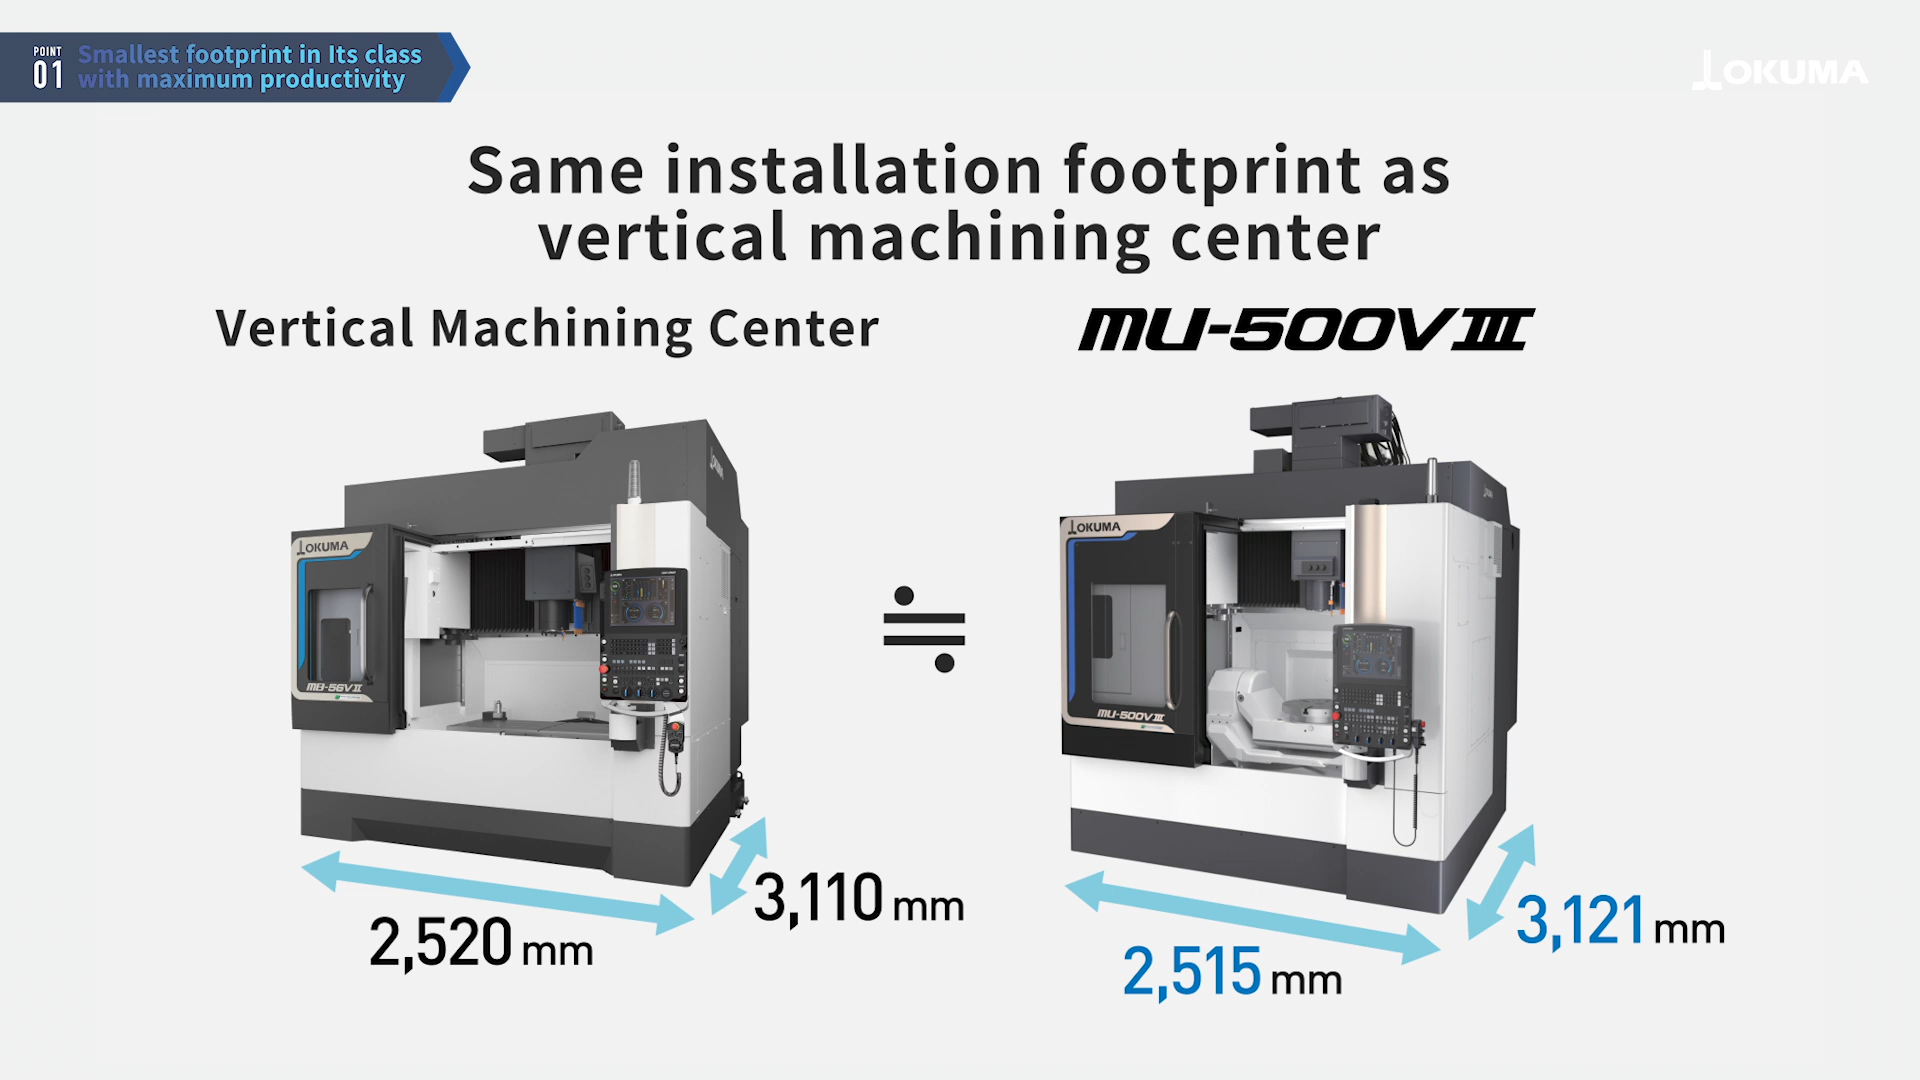 POINT
01
Smallest footprint in Its class
with maximum productivity
OKUMA
Same installation footprint as
vertical machining center
Vertical Machining Center
MU-500VIII
OKUMA
MB-56VII
OKUMA
MU-500VIII
≒
2,520 mm
3,110 mm
2,515 mm
3,121 mm